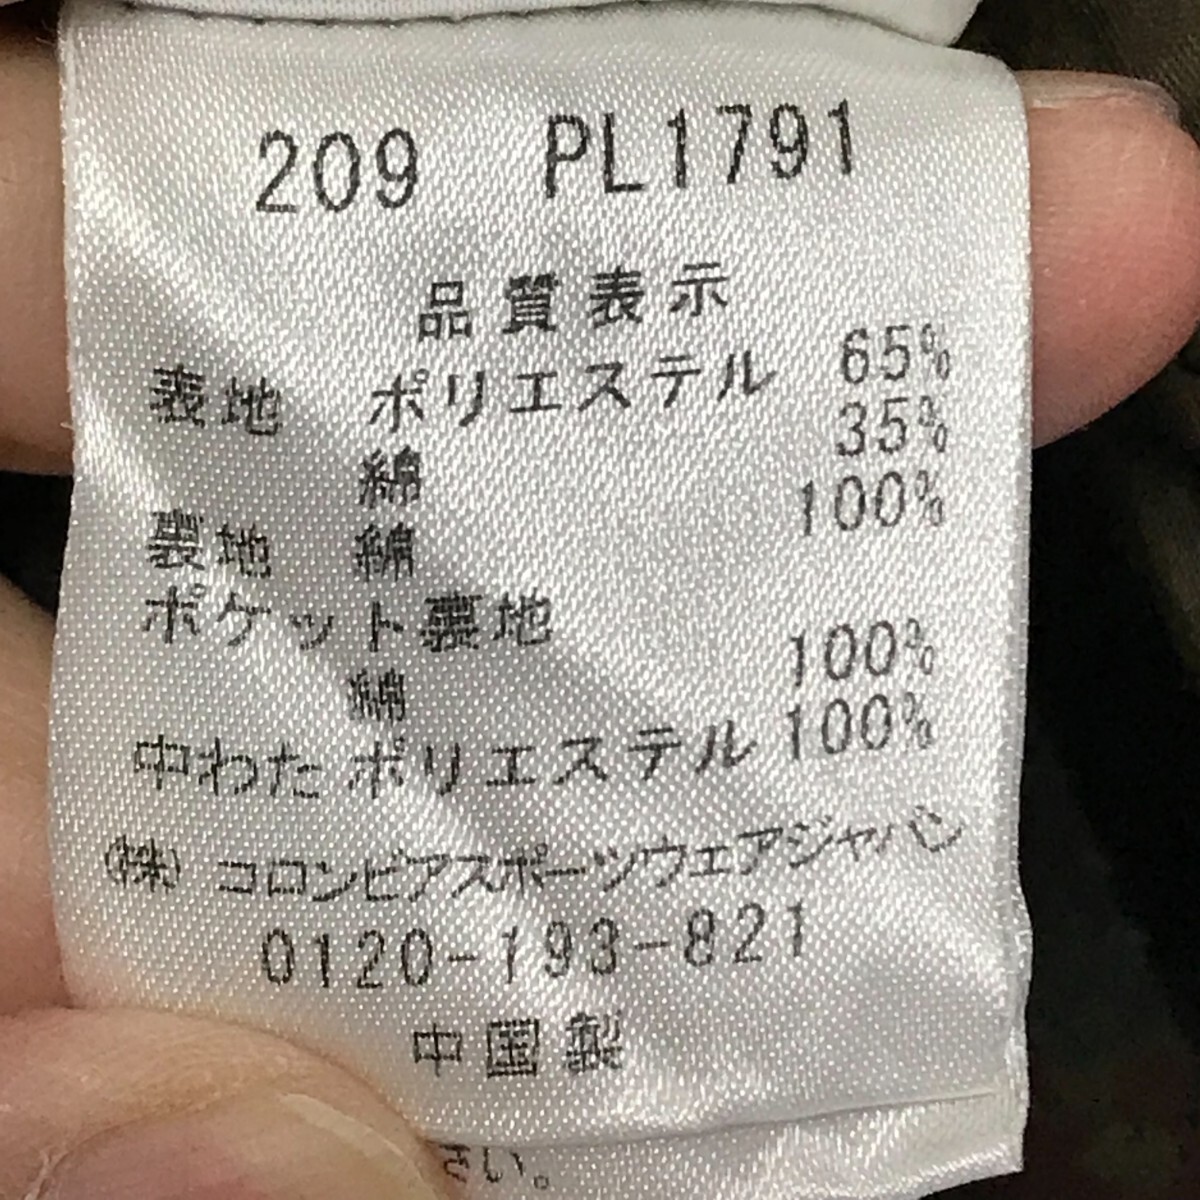 209 PL1791
品質表示
表地 ポリエステル 65%
綿 35%
裏地 綿 100%
ポケット裏地
綿 100%
中わた ポリエステル 100%
(株) コロンビアスポーツウェアジャパン
0120-193-821
中国製
さい。